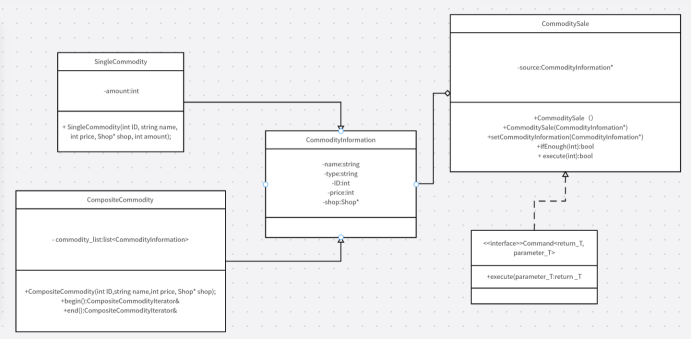 SingleCommodity
-amount:int
+ SingleCommodity(int ID, string name,
int price, Shop* shop, int amount);
CompositeCommodity
- commodity_list:list<CommodityInformation>
+CompositeCommodity(int ID,string name,int price, Shop* shop);
+begin():CompositeCommodityIterator&
+end():CompositeCommodityIterator&
CommodityInformation
-name:string
-type:string
-ID:int
-price:int
-shop:Shop*
CommoditySale
-source:CommodityInformation*
+CommoditySale（）
+CommoditySale(CommodityInfomation*)
+setCommodityInformation(CommodityInfomation*)
+ifEnough(int):bool
+ execute(int):bool
<<interface>>Command<return_T,
parameter_T>
+execute(parameter_T:return _T